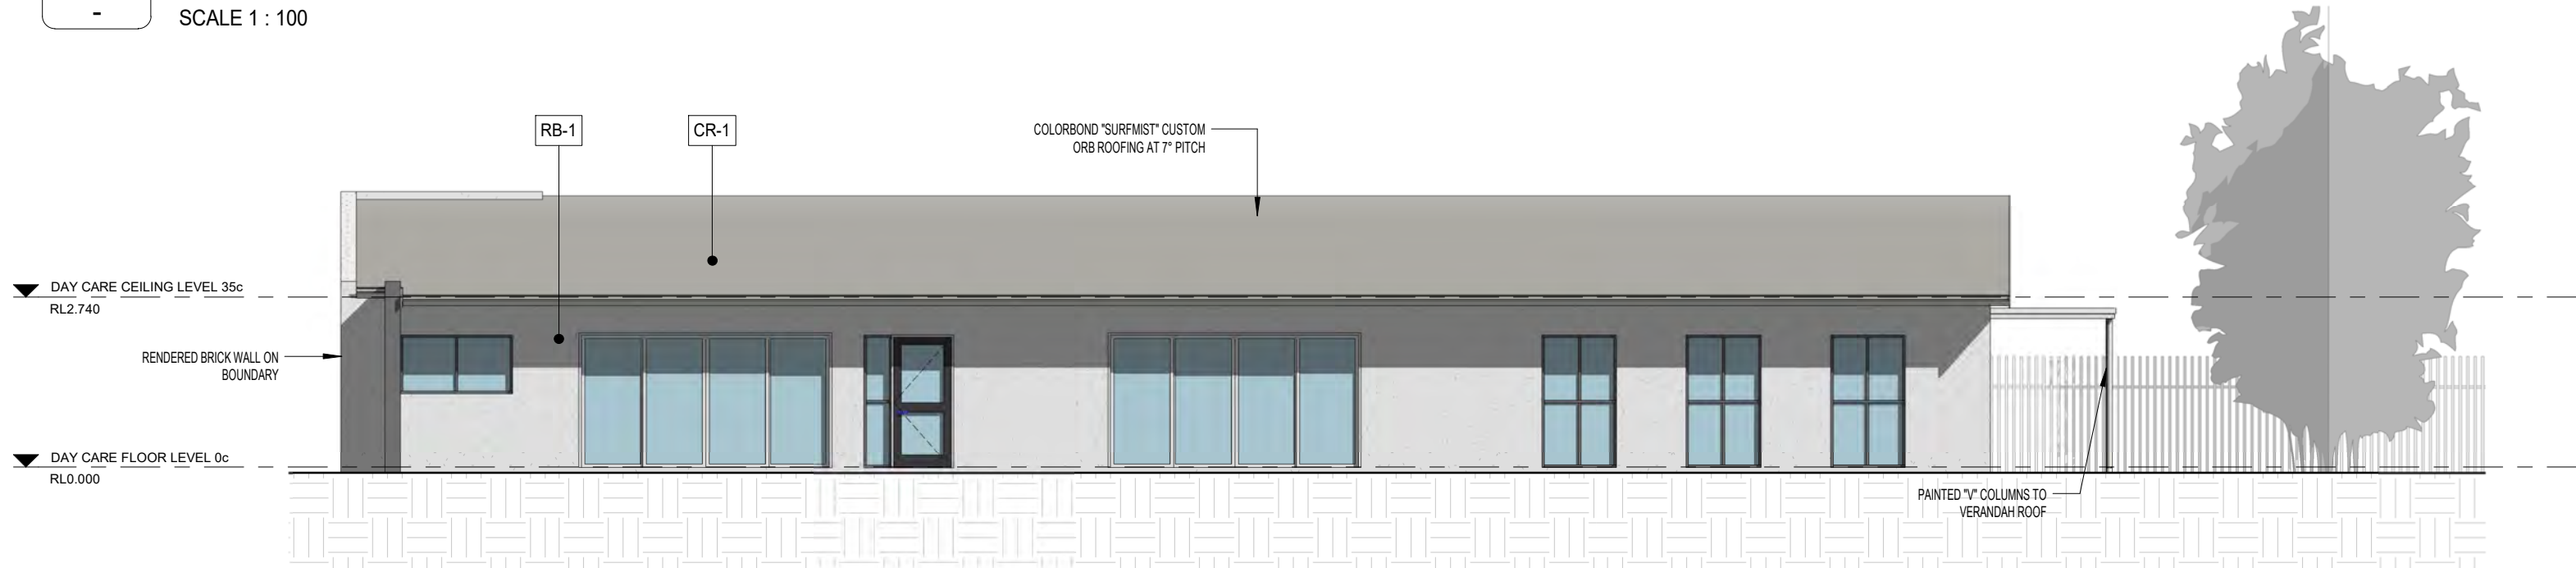 -
SCALE 1 : 100
RB-1
CR-1
COLORBOND "SURFMIST" CUSTOM
ORB ROOFING AT 7° PITCH
DAY CARE CEILING LEVEL 35c
RL2.740
RENDERED BRICK WALL ON
BOUNDARY
DAY CARE FLOOR LEVEL 0c
RL0.000
PAINTED "V" COLUMNS TO
VERANDAH ROOF